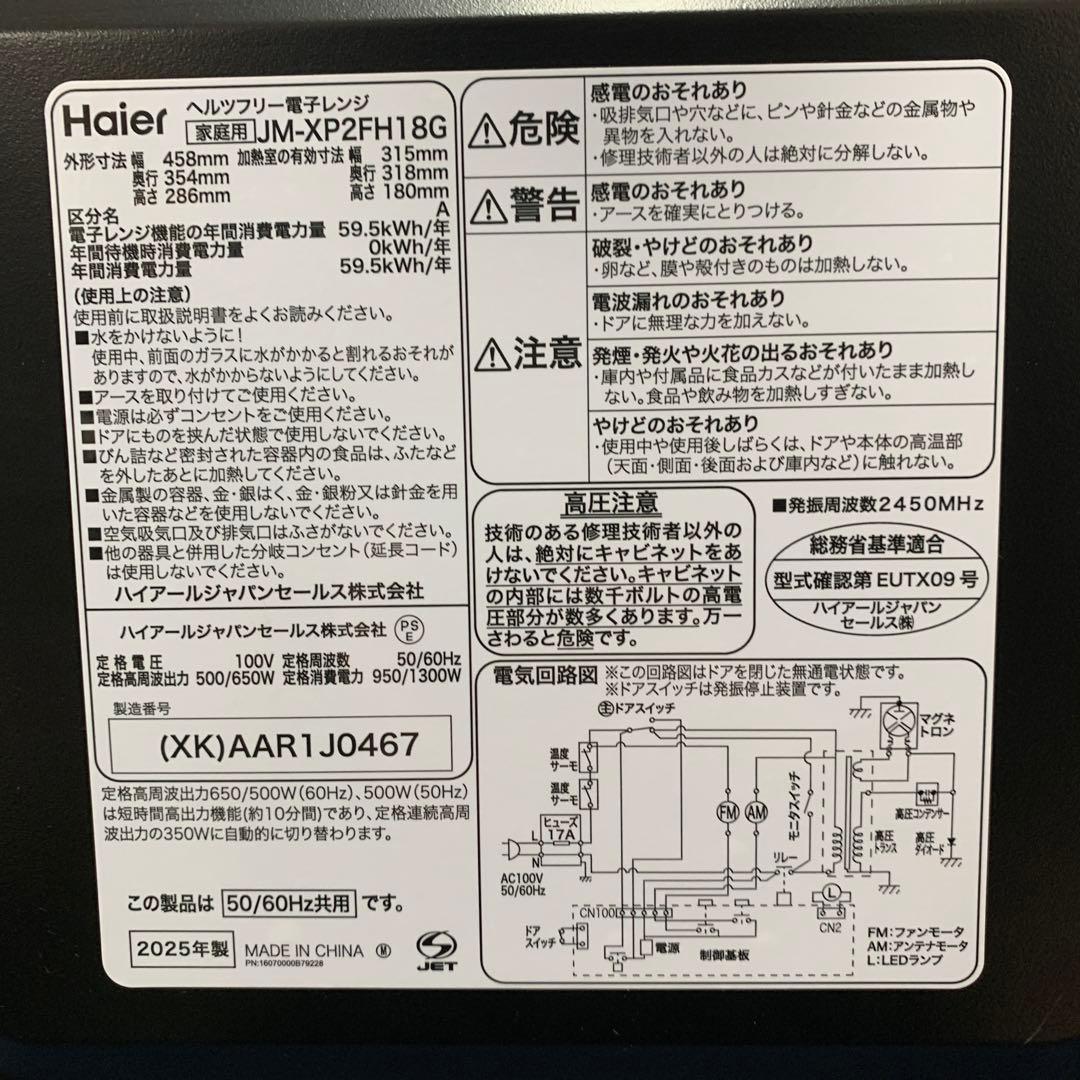 Haier
ヘルツフリー電子レンジ
家庭用 JM-XP2FH18G
外形寸法 幅 458mm 加熱室の有効寸法 幅 315mm
奥行 354mm 奥行 318mm
高さ 286mm 高さ 180mm
区分名 A
電子レンジ機能の年間消費電力量 59.5kWh/年
年間待機時消費電力量 0kWh/年
年間消費電力量 59.5kWh/年
(使用上の注意)
使用前に取扱説明書をよくお読みください。
■水をかけないように!
使用中、前面のガラスに水がかかると割れるおそれが
ありますので、水がかからないようにしてください。
■アースを取り付けてご使用ください。
■電源は必ずコンセントをご使用ください。
■ドアにものを挟んだ状態で使用しないでください。
■びん詰など密封された容器内の食品は、ふたなど
を外したあとに加熱してください。
■金属製の容器、金・銀はく、金・銀粉又は針金を用
いた容器などを使用しないでください。
■空気吸気口及び排気口はふさがないでください。
■他の器具と併用した分岐コンセント(延長コード)
は使用しないでください。
ハイアールジャパンセールス株式会社
ハイアールジャパンセールス株式会社 PSE
定格電圧 100V 定格周波数 50/60Hz
定格高周波出力 500/650W 定格消費電力 950/1300W
製造番号
(XK)AAR1J0467
定格高周波出力650/500W(60Hz)、500W(50Hz)
は短時間高出力機能(約10分間)であり、定格連続高周
波出力の350Wに自動的に切り替わります。
この製品は 50/60Hz共用 です。
2025年製 MADE IN CHINA Ⓜ JET
PN:16070000B79228
⚠危険
感電のおそれあり
・吸排気口や穴などに、ピンや針金などの金属物や
異物を入れない。
・修理技術者以外の人は絶対に分解しない。
⚠警告
感電のおそれあり
・アースを確実にとりつける。
⚠注意
破裂・やけどのおそれあり
・卵など、膜や殻付きのものは加熱しない。
電波漏れのおそれあり
・ドアに無理な力を加えない。
発煙・発火や火花の出るおそれあり
・庫内や付属品に食品カスなどが付いたまま加熱し
ない。食品や飲み物を加熱しすぎない。
やけどのおそれあり
・使用中や使用後しばらくは、ドアや本体の高温部
(天面・側面・後面および庫内など)に触れない。
高圧注意
技術のある修理技術者以外の
人は、絶対にキャビネットをあ
けないでください。キャビネット
の内部には数千ボルトの高電
圧部分が数多くあります。万一
さわると危険です。
■発振周波数2450MHz
総務省基準適合
型式確認第 EUTX09 号
ハイアールジャパン
セールス㈱
電気回路図 ※この回路図はドアを閉じた無通電状態です。
※ドアスイッチは発振停止装置です。
主ドアスイッチ
マグネ
トロン
温度
サーモ
温度
サーモ
ヒューズ
17A
L
N
AC100V
50/60Hz
FM
AM
モニタスイッチ
リレー
高圧
トランス
高圧コンデンサー
高圧
ダイオード
L
CN2
CN100
ドア
スイッチ
電源
制御基板
FM:ファンモータ
AM:アンテナモータ
L:LEDランプ